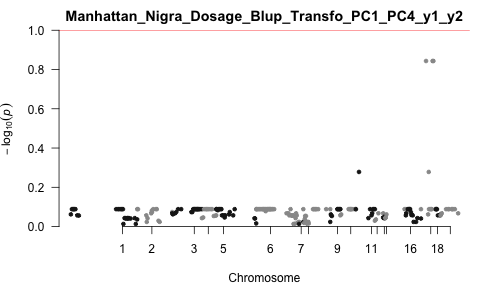 Manhattan_Nigra_Dosage_Blup_Transfo_PC1_PC4_y1_y2
1.0
0.8
0.6
0.4
0.2
0.0
− log10(p)
1 2 3 5 6 7 9 11 16 18
Chromosome